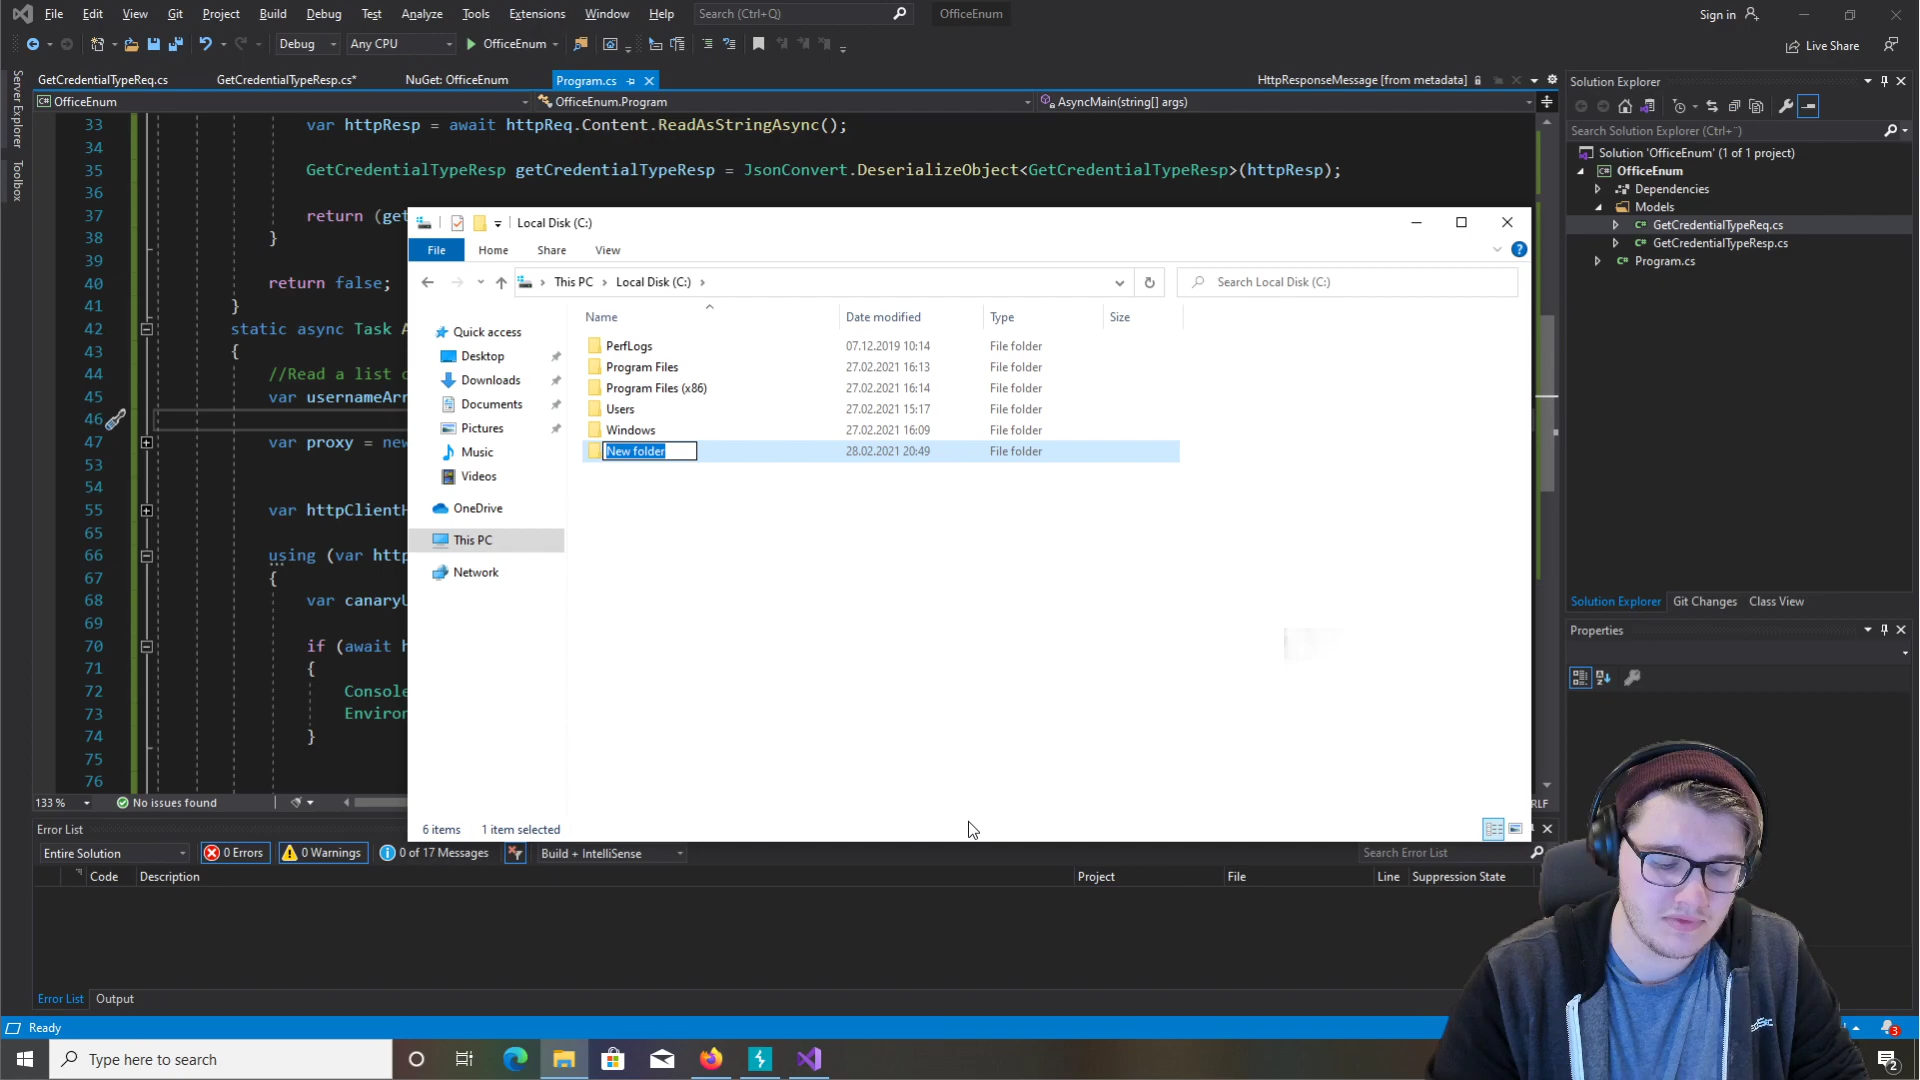 File Edit View Git Project Build Debug Test Analyze Tools Extensions Window Help Search (Ctrl+Q) OfficeEnum Sign in
Debug Any CPU OfficeEnum Live Share
GetCredentialTypeReq.cs GetCredentialTypeResp.cs* NuGet: OfficeEnum Program.cs HttpResponseMessage [from metadata]
OfficeEnum OfficeEnum.Program AsyncMain(string[] args)
33 var httpResp = await httpReq.Content.ReadAsStringAsync();
34
35 GetCredentialTypeResp getCredentialTypeResp = JsonConvert.DeserializeObject<GetCredentialTypeResp>(httpResp);
36
37 return (get
38 }
39
40 return false;
41 }
42 static async Task A
43 {
44 //Read a list
45 var usernameArr
46
47 var proxy = new
53
54
55 var httpClientH
65
66 using (var http
67 {
68 var canaryU
69
70 if (await h
71 {
72 Console
73 Environ
74 }
75
76
133 % No issues found
RLF
Local Disk (C:)
File Home Share View
This PC Local Disk (C:) Search Local Disk (C:)
Quick access
Desktop
Downloads
Documents
Pictures
Music
Videos
OneDrive
This PC
Network
Name Date modified Type Size
PerfLogs 07.12.2019 10:14 File folder
Program Files 27.02.2021 16:13 File folder
Program Files (x86) 27.02.2021 16:14 File folder
Users 27.02.2021 15:17 File folder
Windows 27.02.2021 16:09 File folder
New folder 28.02.2021 20:49 File folder
6 items 1 item selected
Server Explorer
Toolbox
Solution Explorer
Search Solution Explorer (Ctrl+¨)
Solution 'OfficeEnum' (1 of 1 project)
OfficeEnum
Dependencies
Models
GetCredentialTypeReq.cs
GetCredentialTypeResp.cs
Program.cs
Solution Explorer Git Changes Class View
Properties
Error List
Entire Solution 0 Errors 0 Warnings 0 of 17 Messages Build + IntelliSense Search Error List
Code Description Project File Line Suppression State
Error List Output
Ready 3
Type here to search 2